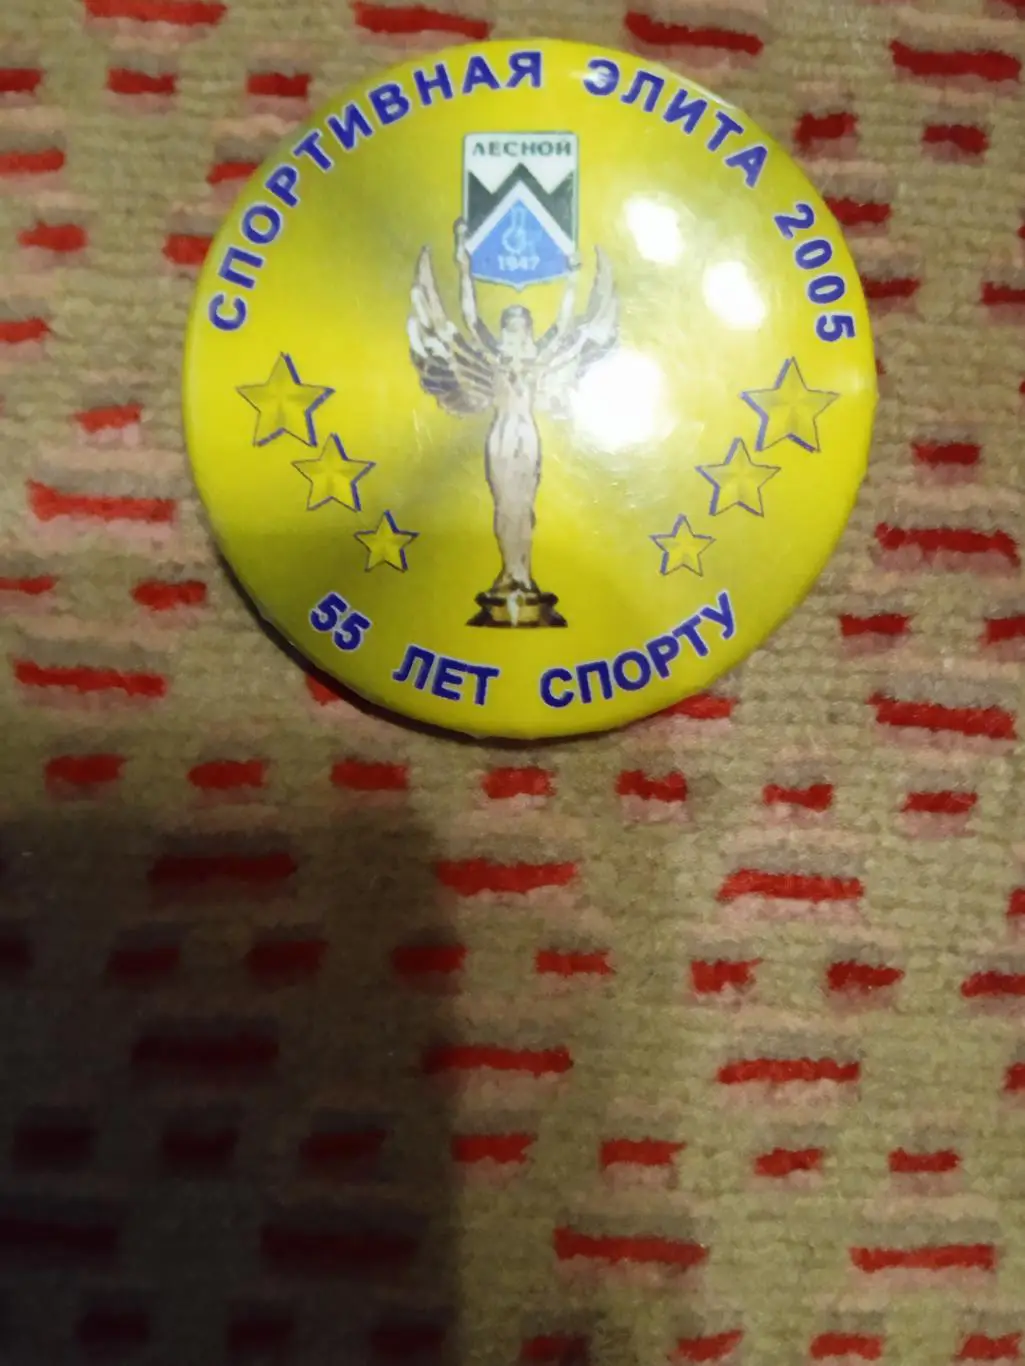 СПОРТИВНАЯ ЭЛИТА 2005
ЛЕСНОЙ
1947
55 ЛЕТ СПОРТУ